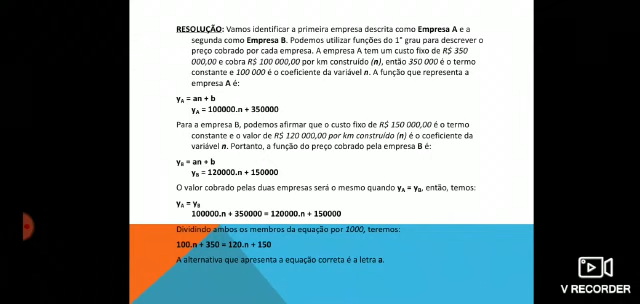 RESOLUÇÃO: Vamos identificar a primeira empresa descrita como Empresa A e a
segunda como Empresa B. Podemos utilizar funções do 1° grau para descrever o
preço cobrado por cada empresa. A empresa A tem um custo fixo de R$ 350
000,00 e cobra R$ 100 000,00 por km construído (n), então 350 000 é o termo
constante e 100 000 é o coeficiente da variável n. A função que representa a
empresa A é:
yA = an + b
yA = 100000.n + 350000
Para a empresa B, podemos afirmar que o custo fixo de R$ 150 000,00 é o termo
constante e o valor de R$ 120 000,00 por km construído (n) é o coeficiente da
variável n. Portanto, a função do preço cobrado pela empresa B é:
yB = an + b
yB = 120000.n + 150000
O valor cobrado pelas duas empresas será o mesmo quando yA = yB, então, temos:
yA = yB
100000.n + 350000 = 120000.n + 150000
Dividindo ambos os membros da equação por 1000, teremos:
100.n + 350 = 120.n + 150
A alternativa que apresenta a equação correta é a letra a.
V RECORDER